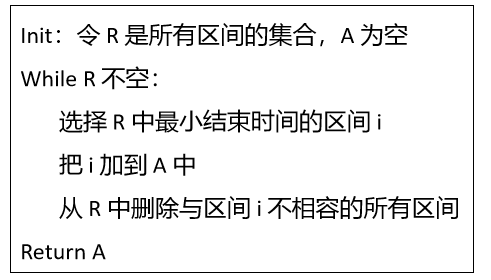 Init：令 R 是所有区间的集合，A 为空
While R 不空：
选择 R 中最小结束时间的区间 i
把 i 加到 A 中
从 R 中删除与区间 i 不相容的所有区间
Return A